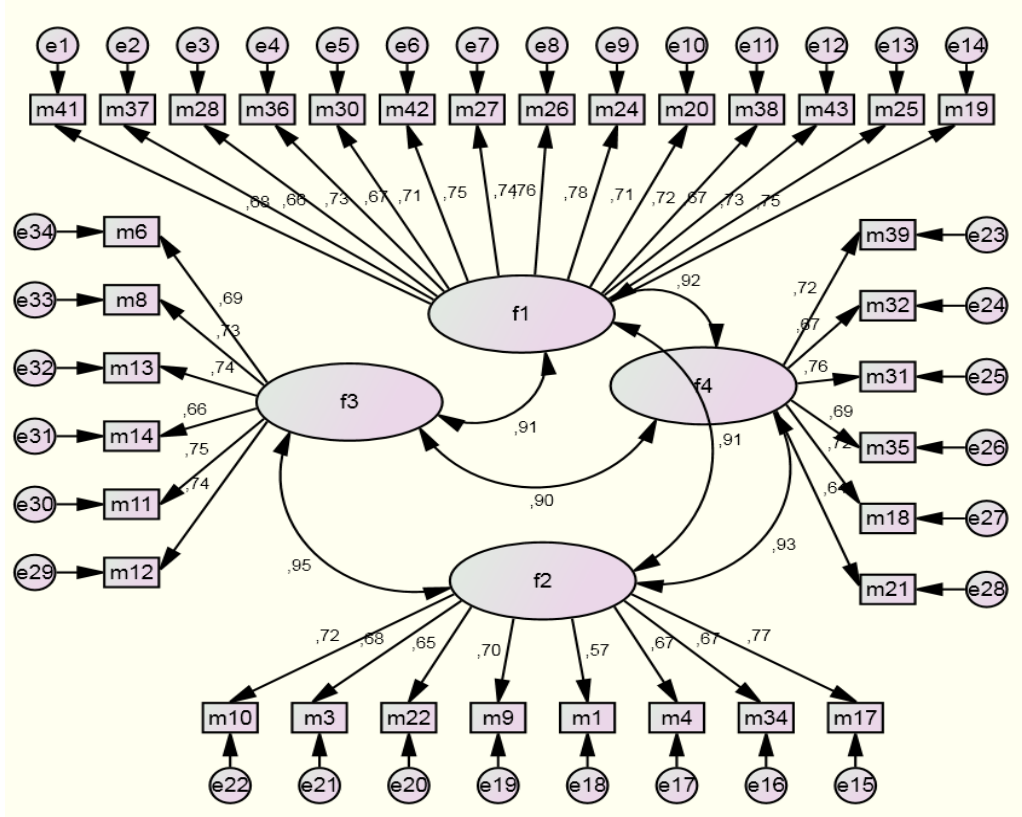 e1 e2 e3 e4 e5 e6 e7 e8 e9 e10 e11 e12 e13 e14
m41 m37 m28 m36 m30 m42 m27 m26 m24 m20 m38 m43 m25 m19
,68 ,66 ,73 ,67 ,71 ,75 ,74 ,76 ,78 ,71 ,72 ,67 ,73 ,75
e34 m6 m39 e23
,92
,69 ,72
e33 m8 m32 e24
f1
,73 ,67
e32 m13 ,74 ,76 m31 e25
f4
f3
,66 ,69
e31 m14 ,91 m35 e26
,75 ,91 ,72
,74 ,64
e30 m11 ,90 m18 e27
,95 ,93
e29 m12 f2 m21 e28
,72 ,68 ,65 ,70 ,57 ,67 ,67 ,77
m10 m3 m22 m9 m1 m4 m34 m17
e22 e21 e20 e19 e18 e17 e16 e15